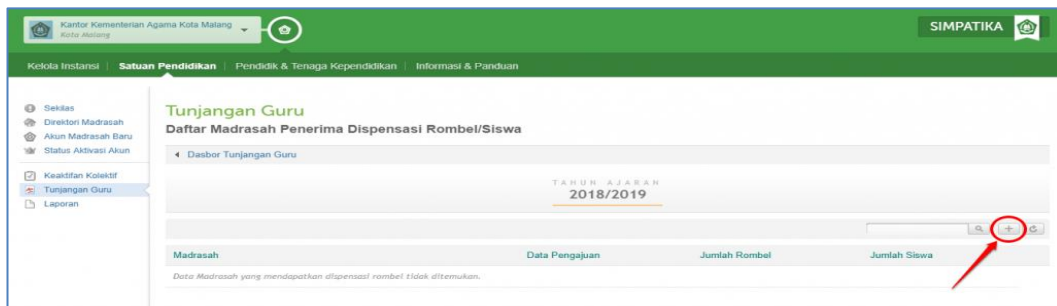 Kantor Kementerian Agama Kota Malang
Kota Malang
SIMPATIKA
Kelola Instansi | Satuan Pendidikan | Pendidik & Tenaga Kependidikan | Informasi & Panduan
Sekilas
Direktori Madrasah
Akun Madrasah Baru
Status Aktivasi Akun
Keaktifan Kolektif
Tunjangan Guru
Laporan
Tunjangan Guru
Daftar Madrasah Penerima Dispensasi Rombel/Siswa
Dasbor Tunjangan Guru
TAHUN AJARAN
2018/2019
Madrasah Data Pengajuan Jumlah Rombel Jumlah Siswa
Data Madrasah yang mendapatkan dispensasi rombel tidak ditemukan.